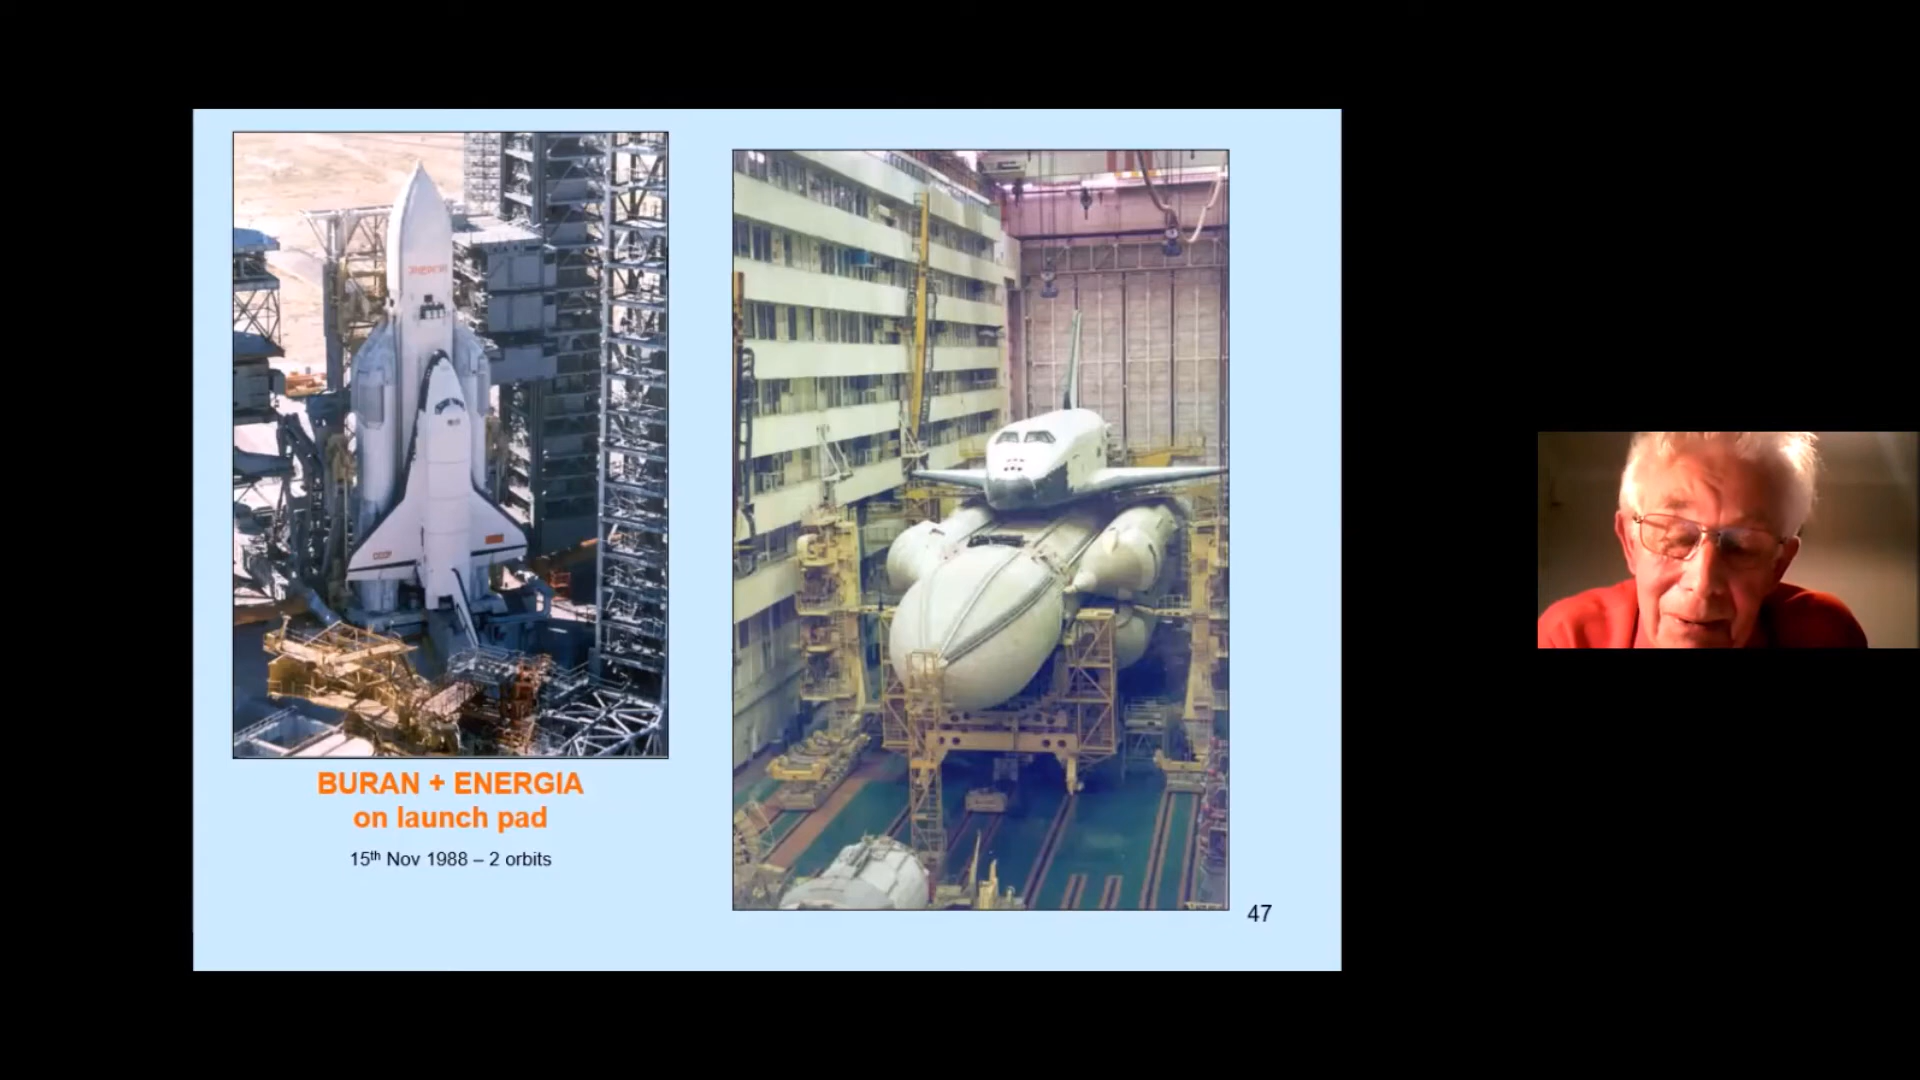 BURAN + ENERGIA
on launch pad
15th Nov 1988 – 2 orbits
47